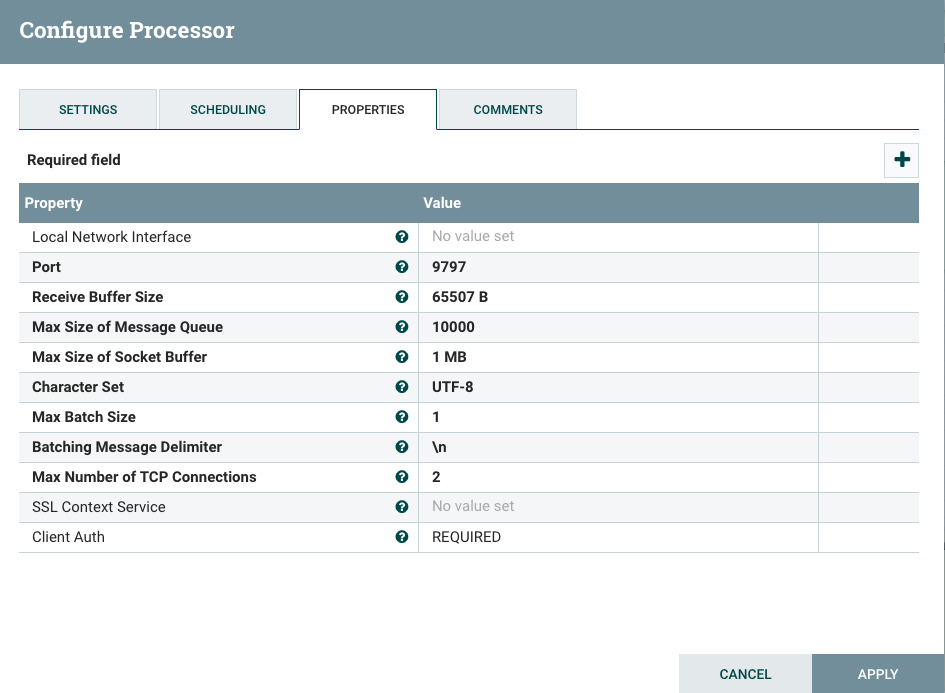 Configure Processor
SETTINGS SCHEDULING PROPERTIES COMMENTS
Required field
Property Value
Local Network Interface No value set
Port 9797
Receive Buffer Size 65507 B
Max Size of Message Queue 10000
Max Size of Socket Buffer 1 MB
Character Set UTF-8
Max Batch Size 1
Batching Message Delimiter \n
Max Number of TCP Connections 2
SSL Context Service No value set
Client Auth REQUIRED
CANCEL APPLY